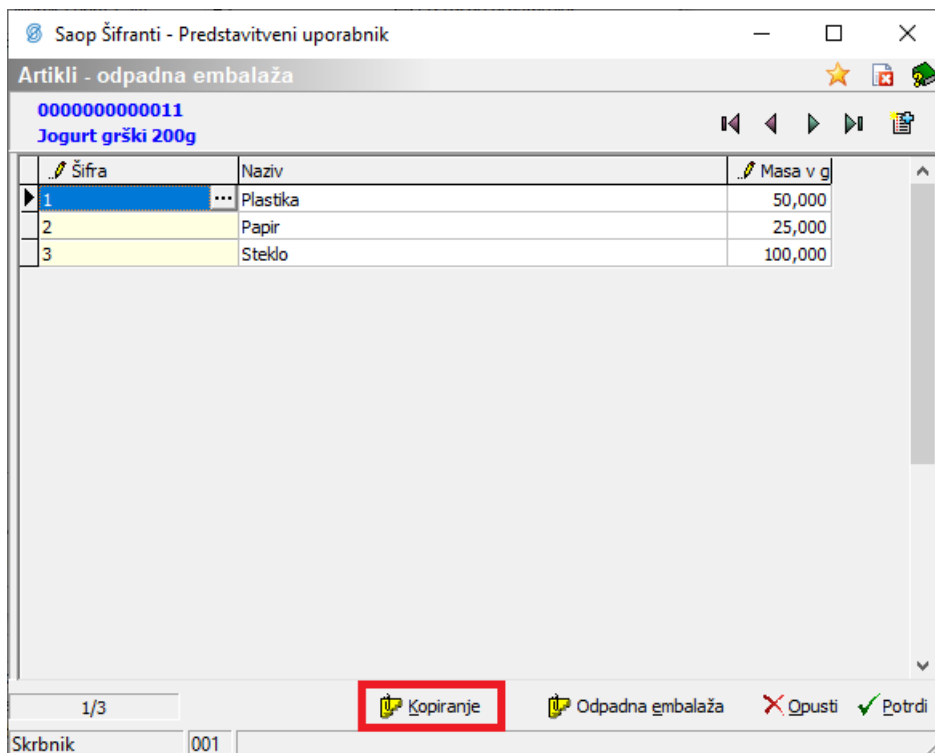 Saop Šifranti - Predstavitveni uporabnik
Artikli - odpadna embalaža
0000000000011
Jogurt grški 200g
Šifra Naziv Masa v g
1 ... Plastika 50,000
2 Papir 25,000
3 Steklo 100,000
1/3 Kopiranje Odpadna embalaža Opusti Potrdi
Skrbnik 001